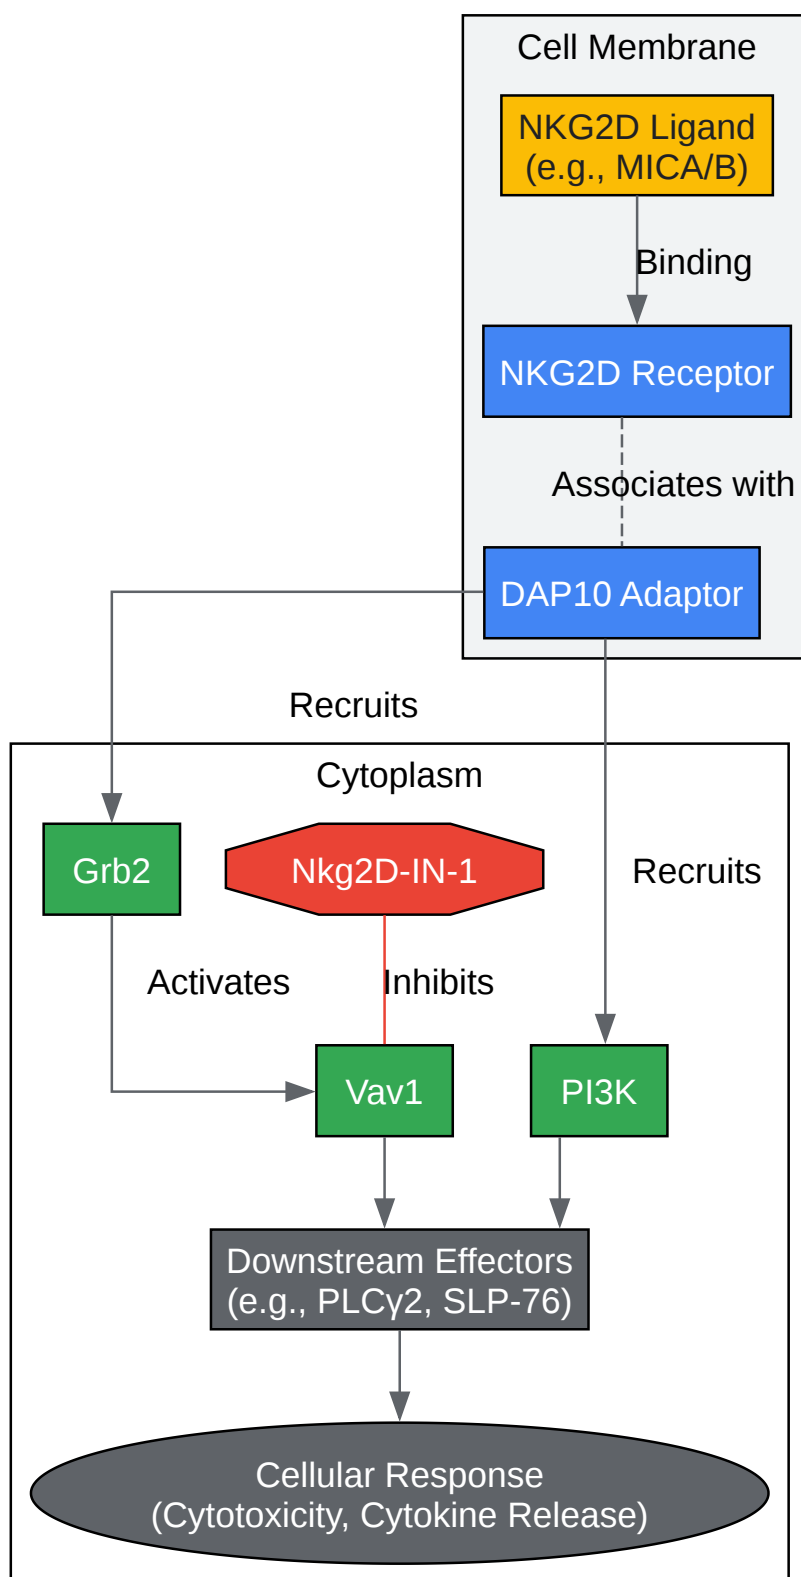 Cell Membrane
NKG2D Ligand
(e.g., MICA/B)
Binding
NKG2D Receptor
Associates with
DAP10 Adaptor
Recruits
Cytoplasm
Grb2
Nkg2D-IN-1
Recruits
Activates
Inhibits
Vav1
PI3K
Downstream Effectors
(e.g., PLCγ2, SLP-76)
Cellular Response
(Cytotoxicity, Cytokine Release)